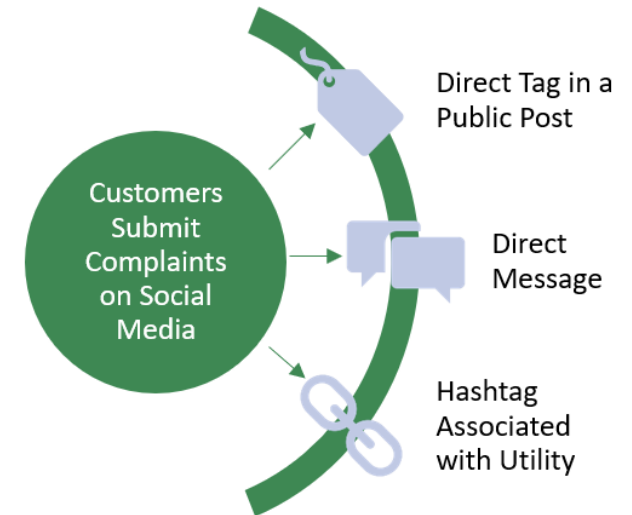 Customers
Submit
Complaints
on Social
Media
Direct Tag in a
Public Post
Direct
Message
Hashtag
Associated
with Utility